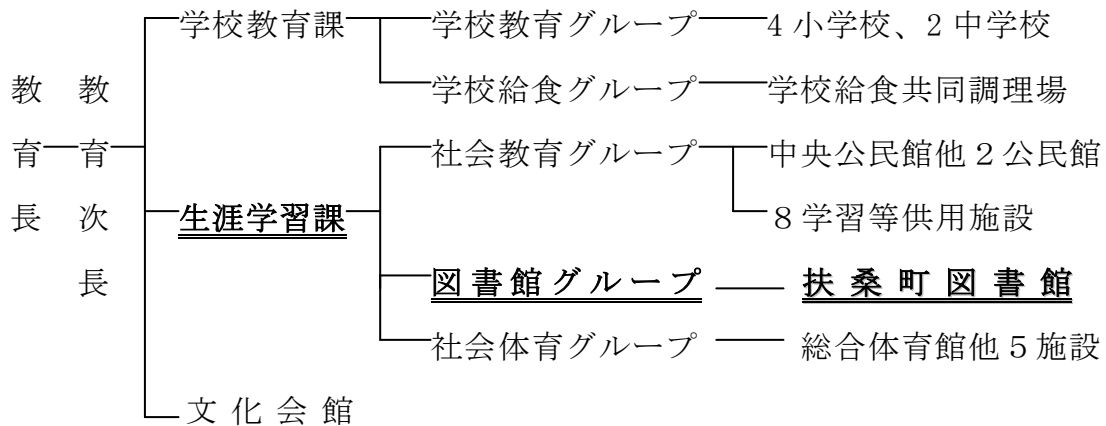 教育長
教育次長
学校教育課 学校教育グループ 4小学校、2中学校
学校給食グループ 学校給食共同調理場
社会教育グループ 中央公民館他2公民館
8学習等供用施設
生涯学習課
図書館グループ 扶桑町図書館
社会体育グループ 総合体育館他5施設
文化会館